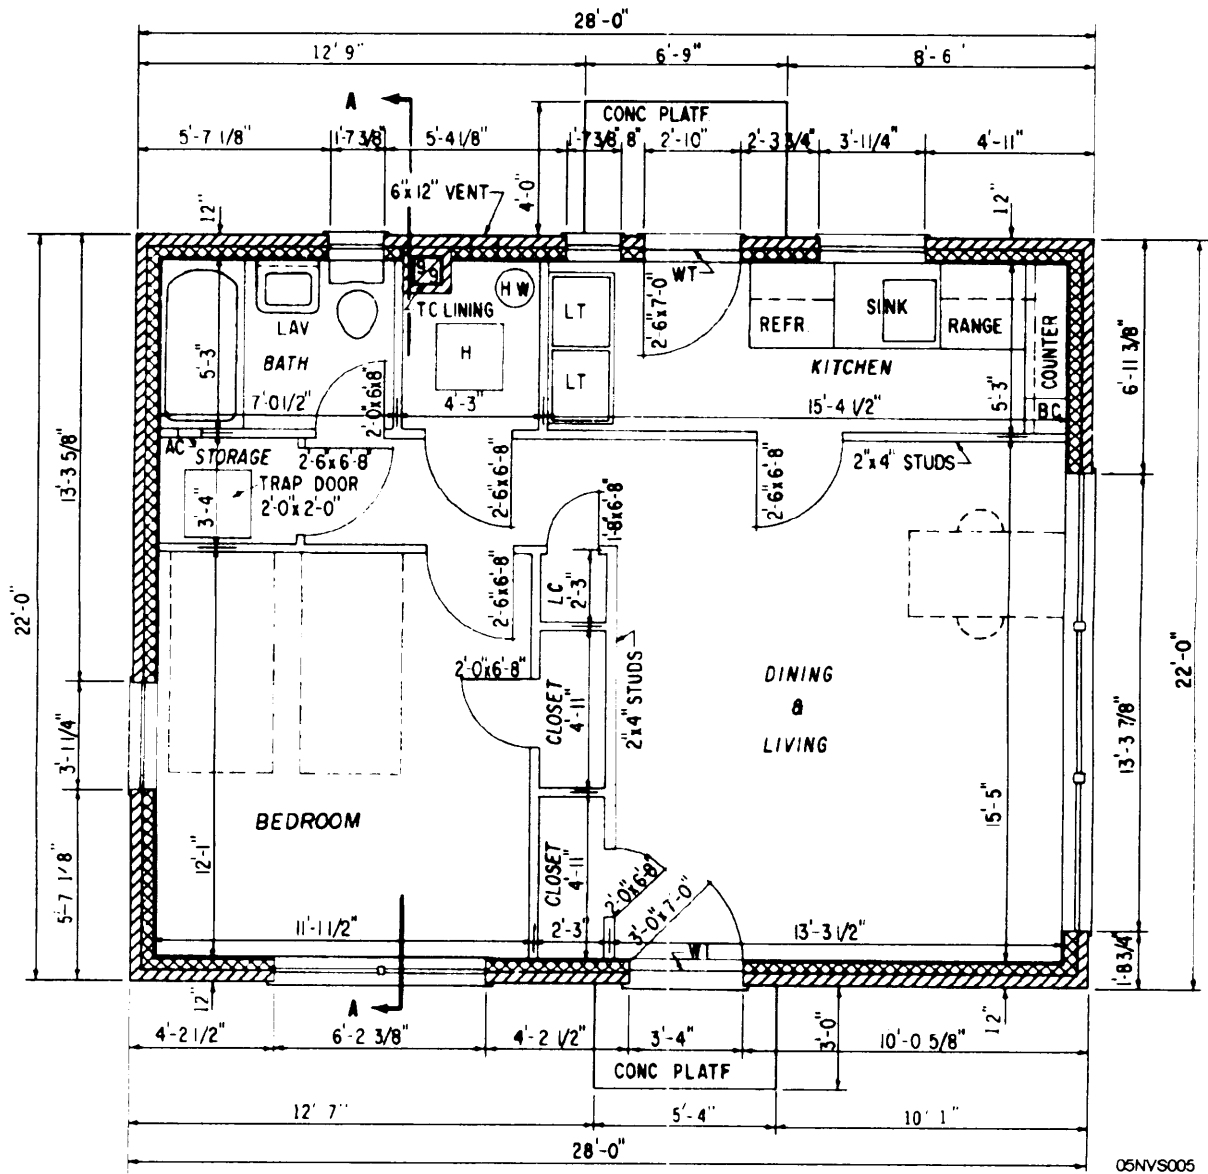 28'-0"
12' 9"
6'-9"
8'-6'
A
CONC PLATF
5'-7 1/8"
1'-7 3/8"
5'-4 1/8"
1'-7 3/8"
8"
2'-10"
2'-3 3/4"
3'-1 1/4"
4'-11"
6"x12" VENT
4'-0"
12"
12"
WT
9
9
HW
TC LINING
LT
LT
H
LAV
BATH
5'-3"
7'-0 1/2"
2'-0x6'8"
4'-3"
2'-6x7'-0"
REFR.
SINK
RANGE
COUNTER
KITCHEN
15'-4 1/2"
5'-3"
BC
6'-11 3/8"
13'-3 5/8"
AC
STORAGE
2'-6"x6'-8"
TRAP DOOR
2'-0"x2'-0"
3'-4"
2'-6"x6'-8"
1'-8"x6'-8"
2'-6"x6'-8"
2"x4" STUDS
2'-6"x6'-8"
LC
2'-3"
22'-0"
22'-0"
2'-0"x6'-8"
CLOSET
4'-11"
2"x4" STUDS
DINING
&
LIVING
13'-3 7/8"
3'-1 1/4"
BEDROOM
12'-1"
15'-5"
5'-7 1/8"
CLOSET
4'-11"
2'-0"x6'-8"
3'-0"x7'-0"
11'-1 1/2"
2'-3"
13'-3 1/2"
1'-8 3/4"
12"
A
12"
4'-2 1/2"
6'-2 3/8"
4'-2 1/2"
3'-4"
3'-0"
10'-0 5/8"
CONC PLATF
12' 7"
5'-4"
10' 1"
28'-0"
05NVS005